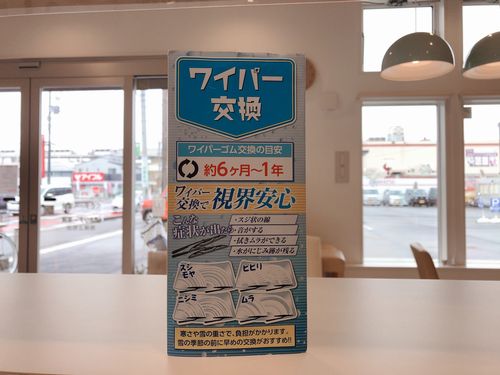 ワイパー
交換
ワイパーゴム交換の目安
約6ヶ月〜1年
ワイパー
交換で視界安心
こんな
症状が出たら
・スジ状の線
・音がする
・拭きムラができる
・水がにじみ跡が残る
スジ
モヤ
ビビリ
ニジミ
ムラ
寒さや雪の重さで、負担がかかります。
雪の季節の前に早めの交換がおすすめ!!